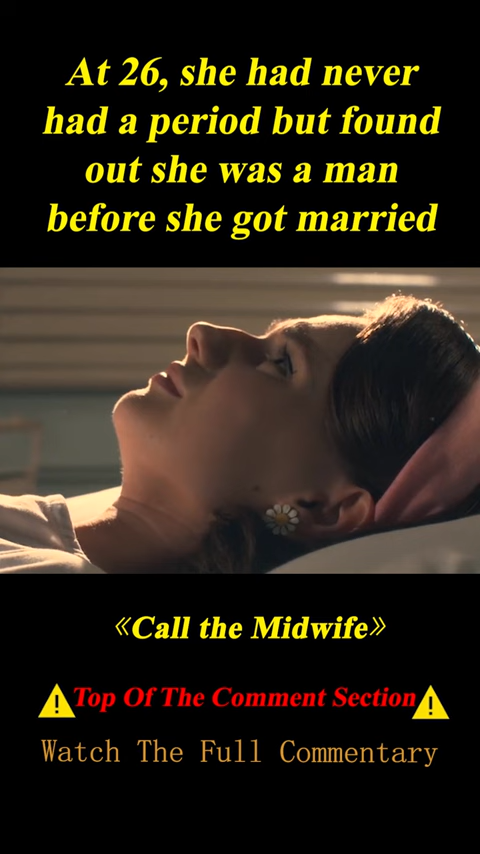 At 26, she had never
had a period but found
out she was a man
before she got married
《Call the Midwife》
Top Of The Comment Section
Watch The Full Commentary